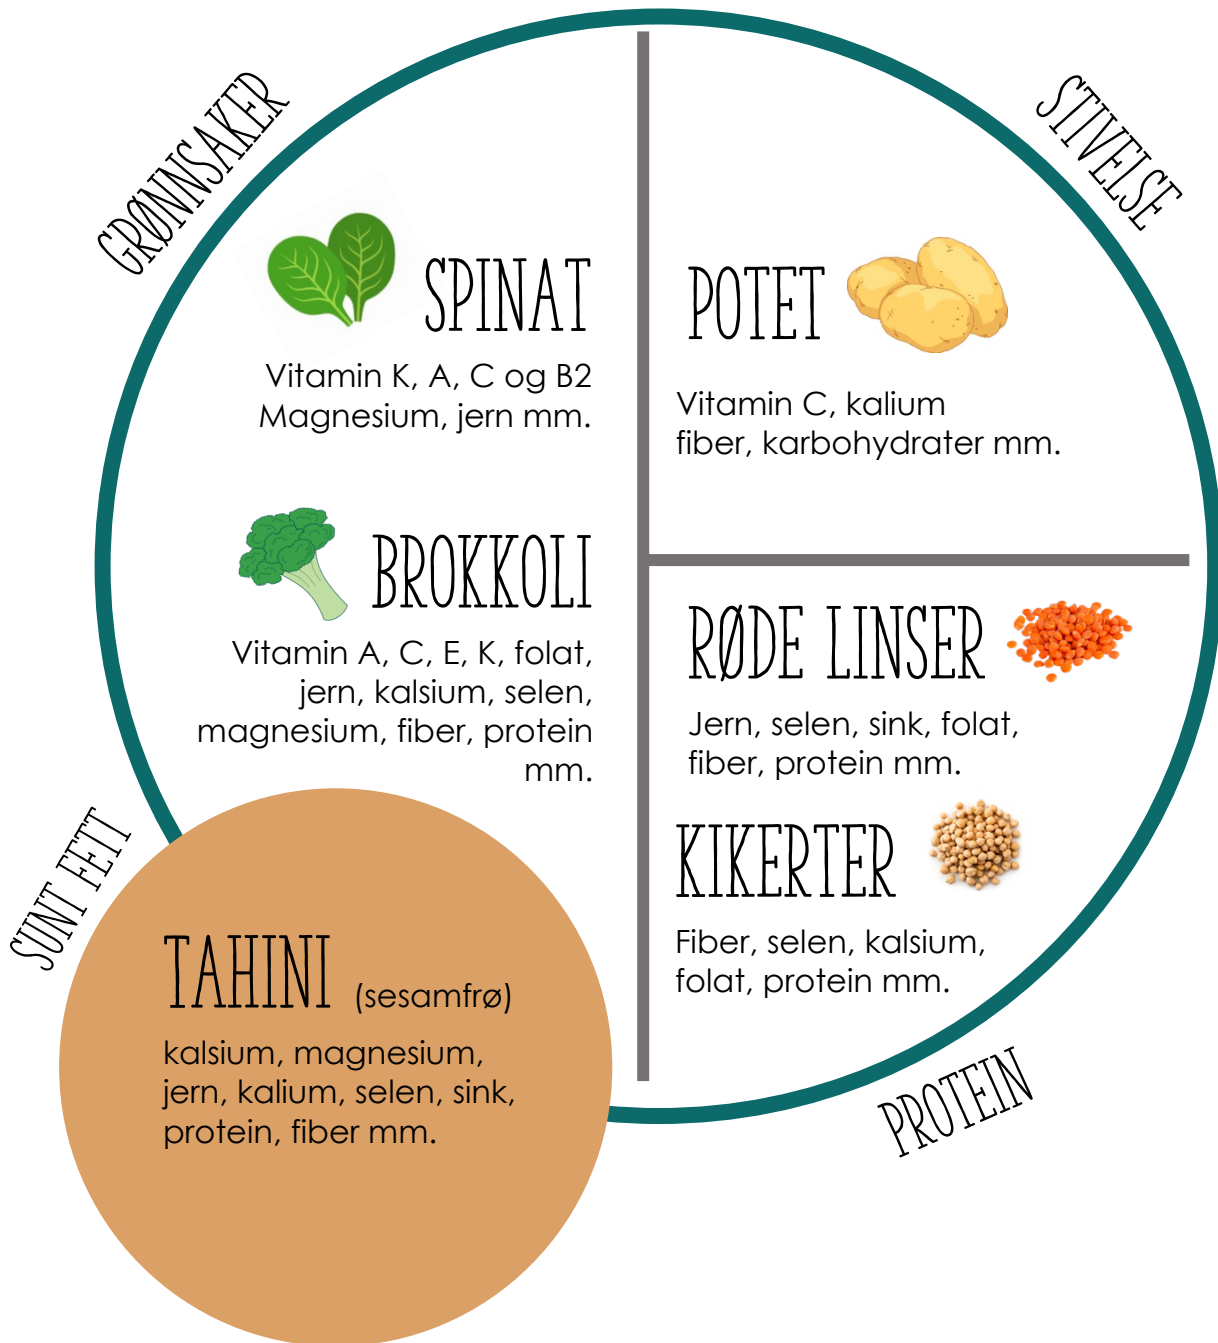 GRØNNSAKER
SPINAT
Vitamin K, A, C og B2
Magnesium, jern mm.
BROKKOLI
Vitamin A, C, E, K, folat,
jern, kalsium, selen,
magnesium, fiber, protein
mm.
STIVELSE
POTET
Vitamin C, kalium
fiber, karbohydrater mm.
RØDE LINSER
Jern, selen, sink, folat,
fiber, protein mm.
KIKERTER
Fiber, selen, kalsium,
folat, protein mm.
PROTEIN
SUNT FETT
TAHINI (sesamfrø)
kalsium, magnesium,
jern, kalium, selen, sink,
protein, fiber mm.